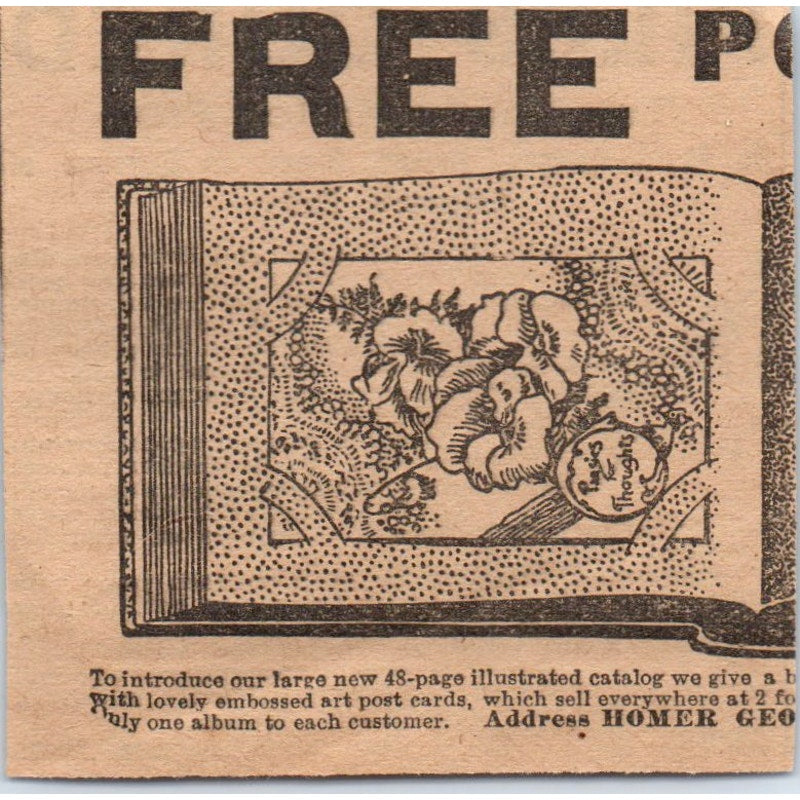 FREE PO
Pansies
for
Thoughts
To introduce our large new 48-page illustrated catalog we give a b
With lovely embossed art post cards, which sell everywhere at 2 fo
Only one album to each customer. Address HOMER GEO